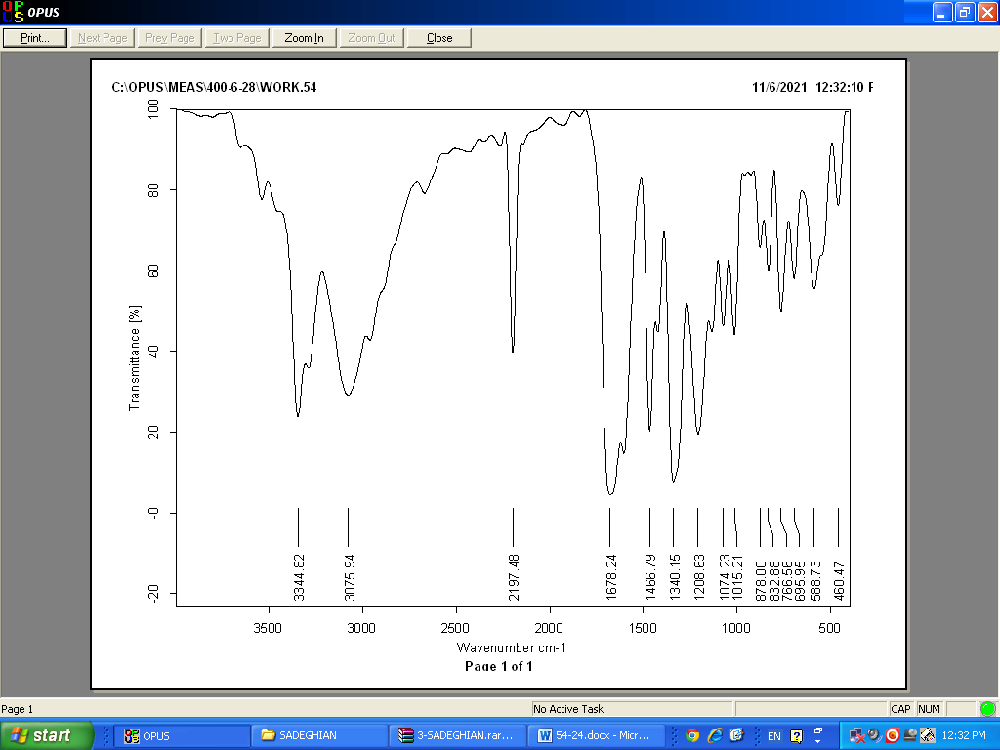 OPUS
Print... Next Page Prev Page Two Page Zoom In Zoom Out Close
C:\OPUS\MEAS\400-6-28\WORK.54 11/6/2021 12:32:10 P
100
80
60
40
20
-0
-20
Transmittance [%]
3344.82
3075.94
2197.48
1678.24
1466.79
1340.15
1208.63
1074.23
1015.21
878.00
832.88
766.56
695.95
588.73
460.47
3500 3000 2500 2000 1500 1000 500
Wavenumber cm-1
Page 1 of 1
Page 1 No Active Task CAP NUM
start OPUS SADEGHIAN 3-SADEGHIAN.rar... 54-24.docx - Micr... EN 12:32 PM